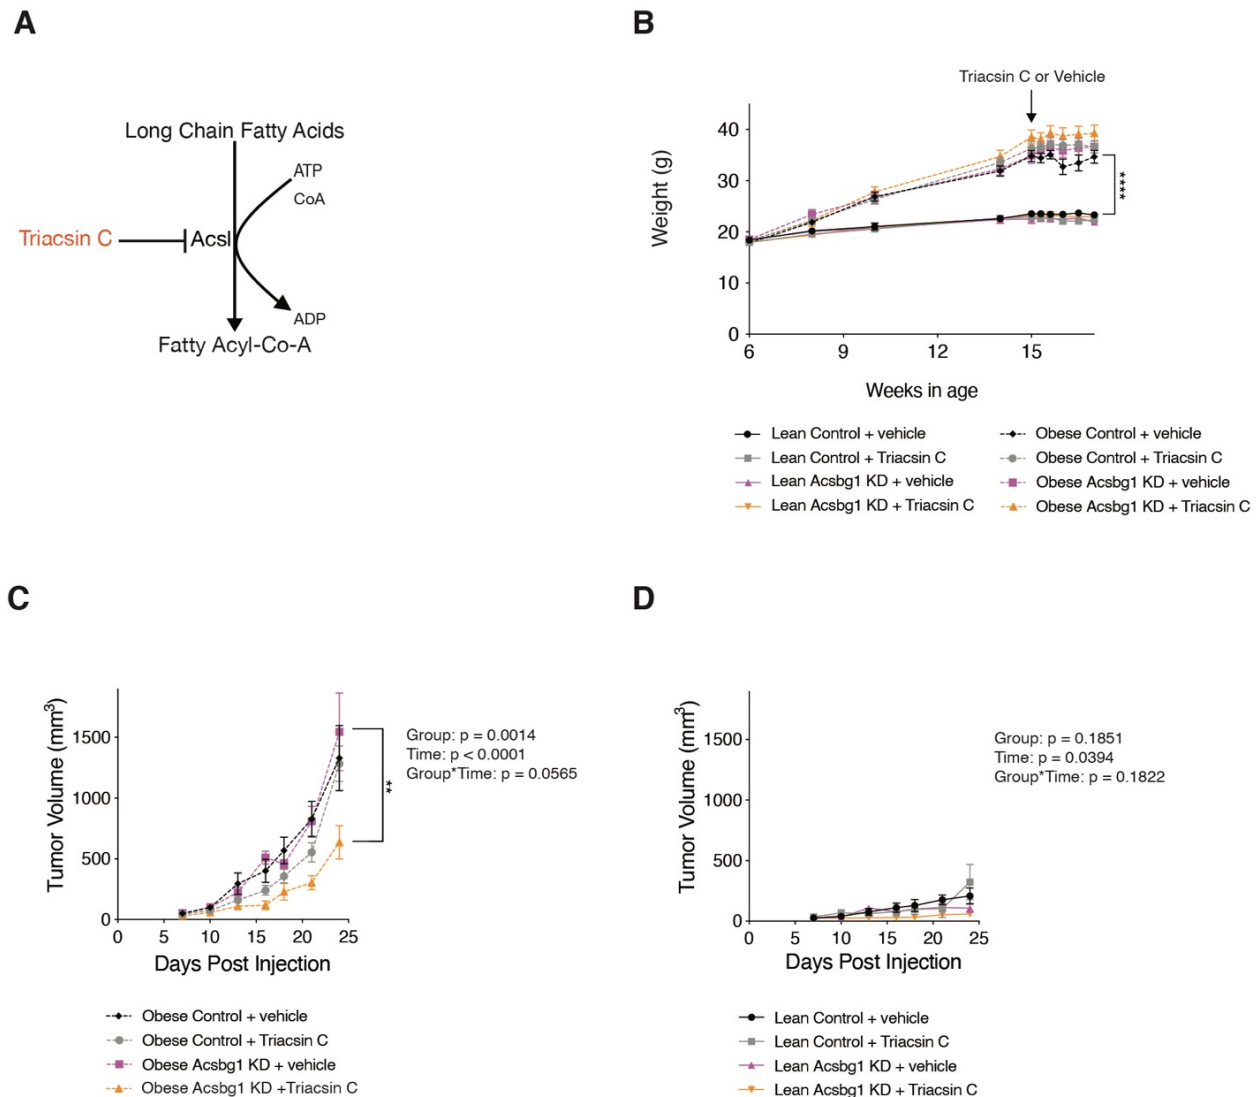 A
Long Chain Fatty Acids
ATP
CoA
Triacsin C
Acsl
ADP
Fatty Acyl-Co-A
B
Triacsin C or Vehicle
Weight (g)
40
30
20
10
0
6 9 12 15
Weeks in age
****
Lean Control + vehicle
Lean Control + Triacsin C
Lean Acsbg1 KD + vehicle
Lean Acsbg1 KD + Triacsin C
Obese Control + vehicle
Obese Control + Triacsin C
Obese Acsbg1 KD + vehicle
Obese Acsbg1 KD + Triacsin C
C
Tumor Volume (mm³)
1500
1000
500
0
0 5 10 15 20 25
Days Post Injection
**
Group: p = 0.0014
Time: p < 0.0001
Group*Time: p = 0.0565
Obese Control + vehicle
Obese Control + Triacsin C
Obese Acsbg1 KD + vehicle
Obese Acsbg1 KD +Triacsin C
D
Tumor Volume (mm³)
1500
1000
500
0
0 5 10 15 20 25
Days Post Injection
Group: p = 0.1851
Time: p = 0.0394
Group*Time: p = 0.1822
Lean Control + vehicle
Lean Control + Triacsin C
Lean Acsbg1 KD + vehicle
Lean Acsbg1 KD + Triacsin C